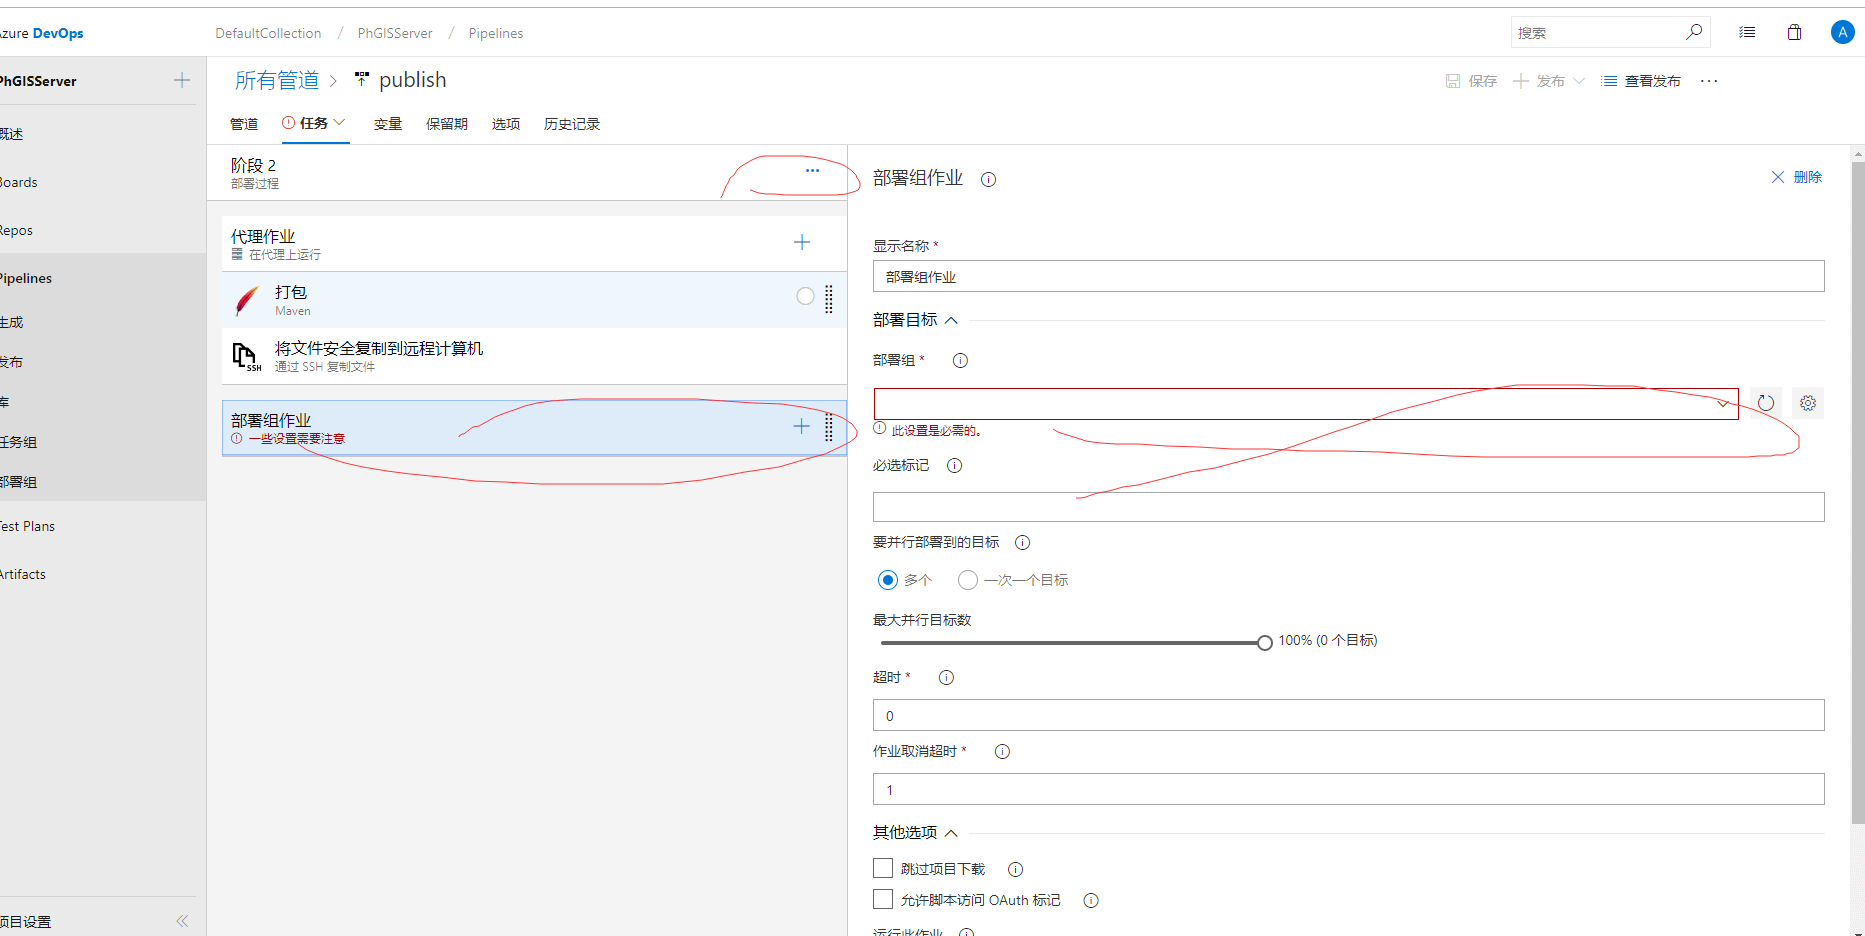 Azure DevOps
DefaultCollection / PhGISServer / Pipelines
搜索
A
PhGISServer
概述
Boards
Repos
Pipelines
生成
发布
库
任务组
部署组
Test Plans
Artifacts
项目设置
所有管道 > publish
保存
发布
查看发布
管道
任务
变量
保留期
选项
历史记录
阶段 2
部署过程
代理作业
在代理上运行
打包
Maven
将文件安全复制到远程计算机
SSH
通过 SSH 复制文件
部署组作业
一些设置需要注意
部署组作业
删除
显示名称 *
部署组作业
部署目标
部署组 *
此设置是必需的。
必选标记
要并行部署到的目标
多个
一次一个目标
最大并行目标数
100% (0 个目标)
超时 *
0
作业取消超时 *
1
其他选项
跳过项目下载
允许脚本访问 OAuth 标记
运行此作业